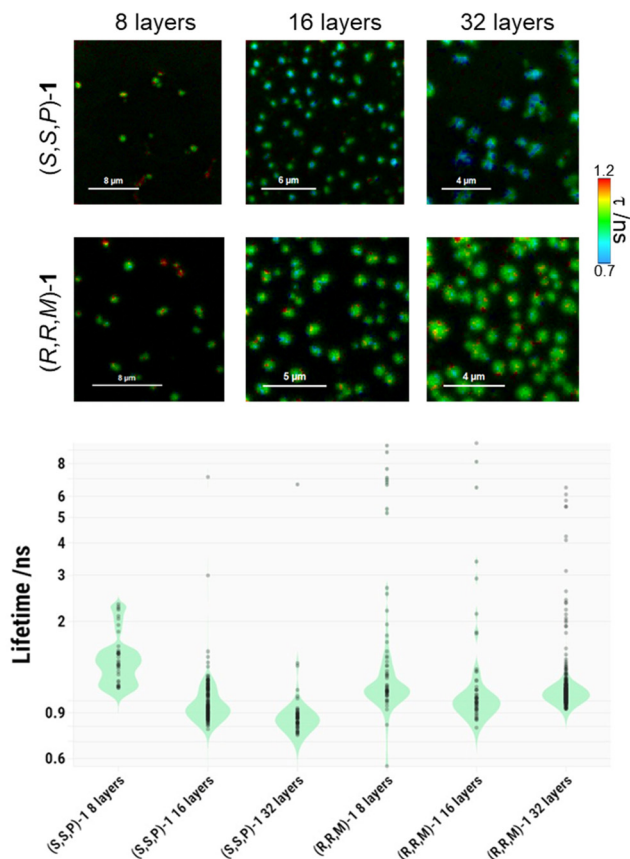 8 layers 16 layers 32 layers
(S,S,P)-1
8 µm 6 µm 4 µm
1.2
τ /ns
0.7
(R,R,M)-1
8 µm 5 µm 4 µm
Lifetime /ns
8
6
5
4
3
2
0.9
0.6
(S,S,P)-1 8 layers
(S,S,P)-1 16 layers
(S,S,P)-1 32 layers
(R,R,M)-1 8 layers
(R,R,M)-1 16 layers
(R,R,M)-1 32 layers